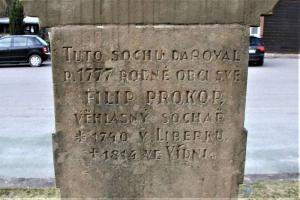 TUTO SOCHU DAROVAL
R. 1777 RODNÉ OBCI SVÉ
FILIP PROKOP,
VĚHLASNÝ SOCHAŘ
* 1740 V LIBERKU
† 1814 VE VÍDNI.